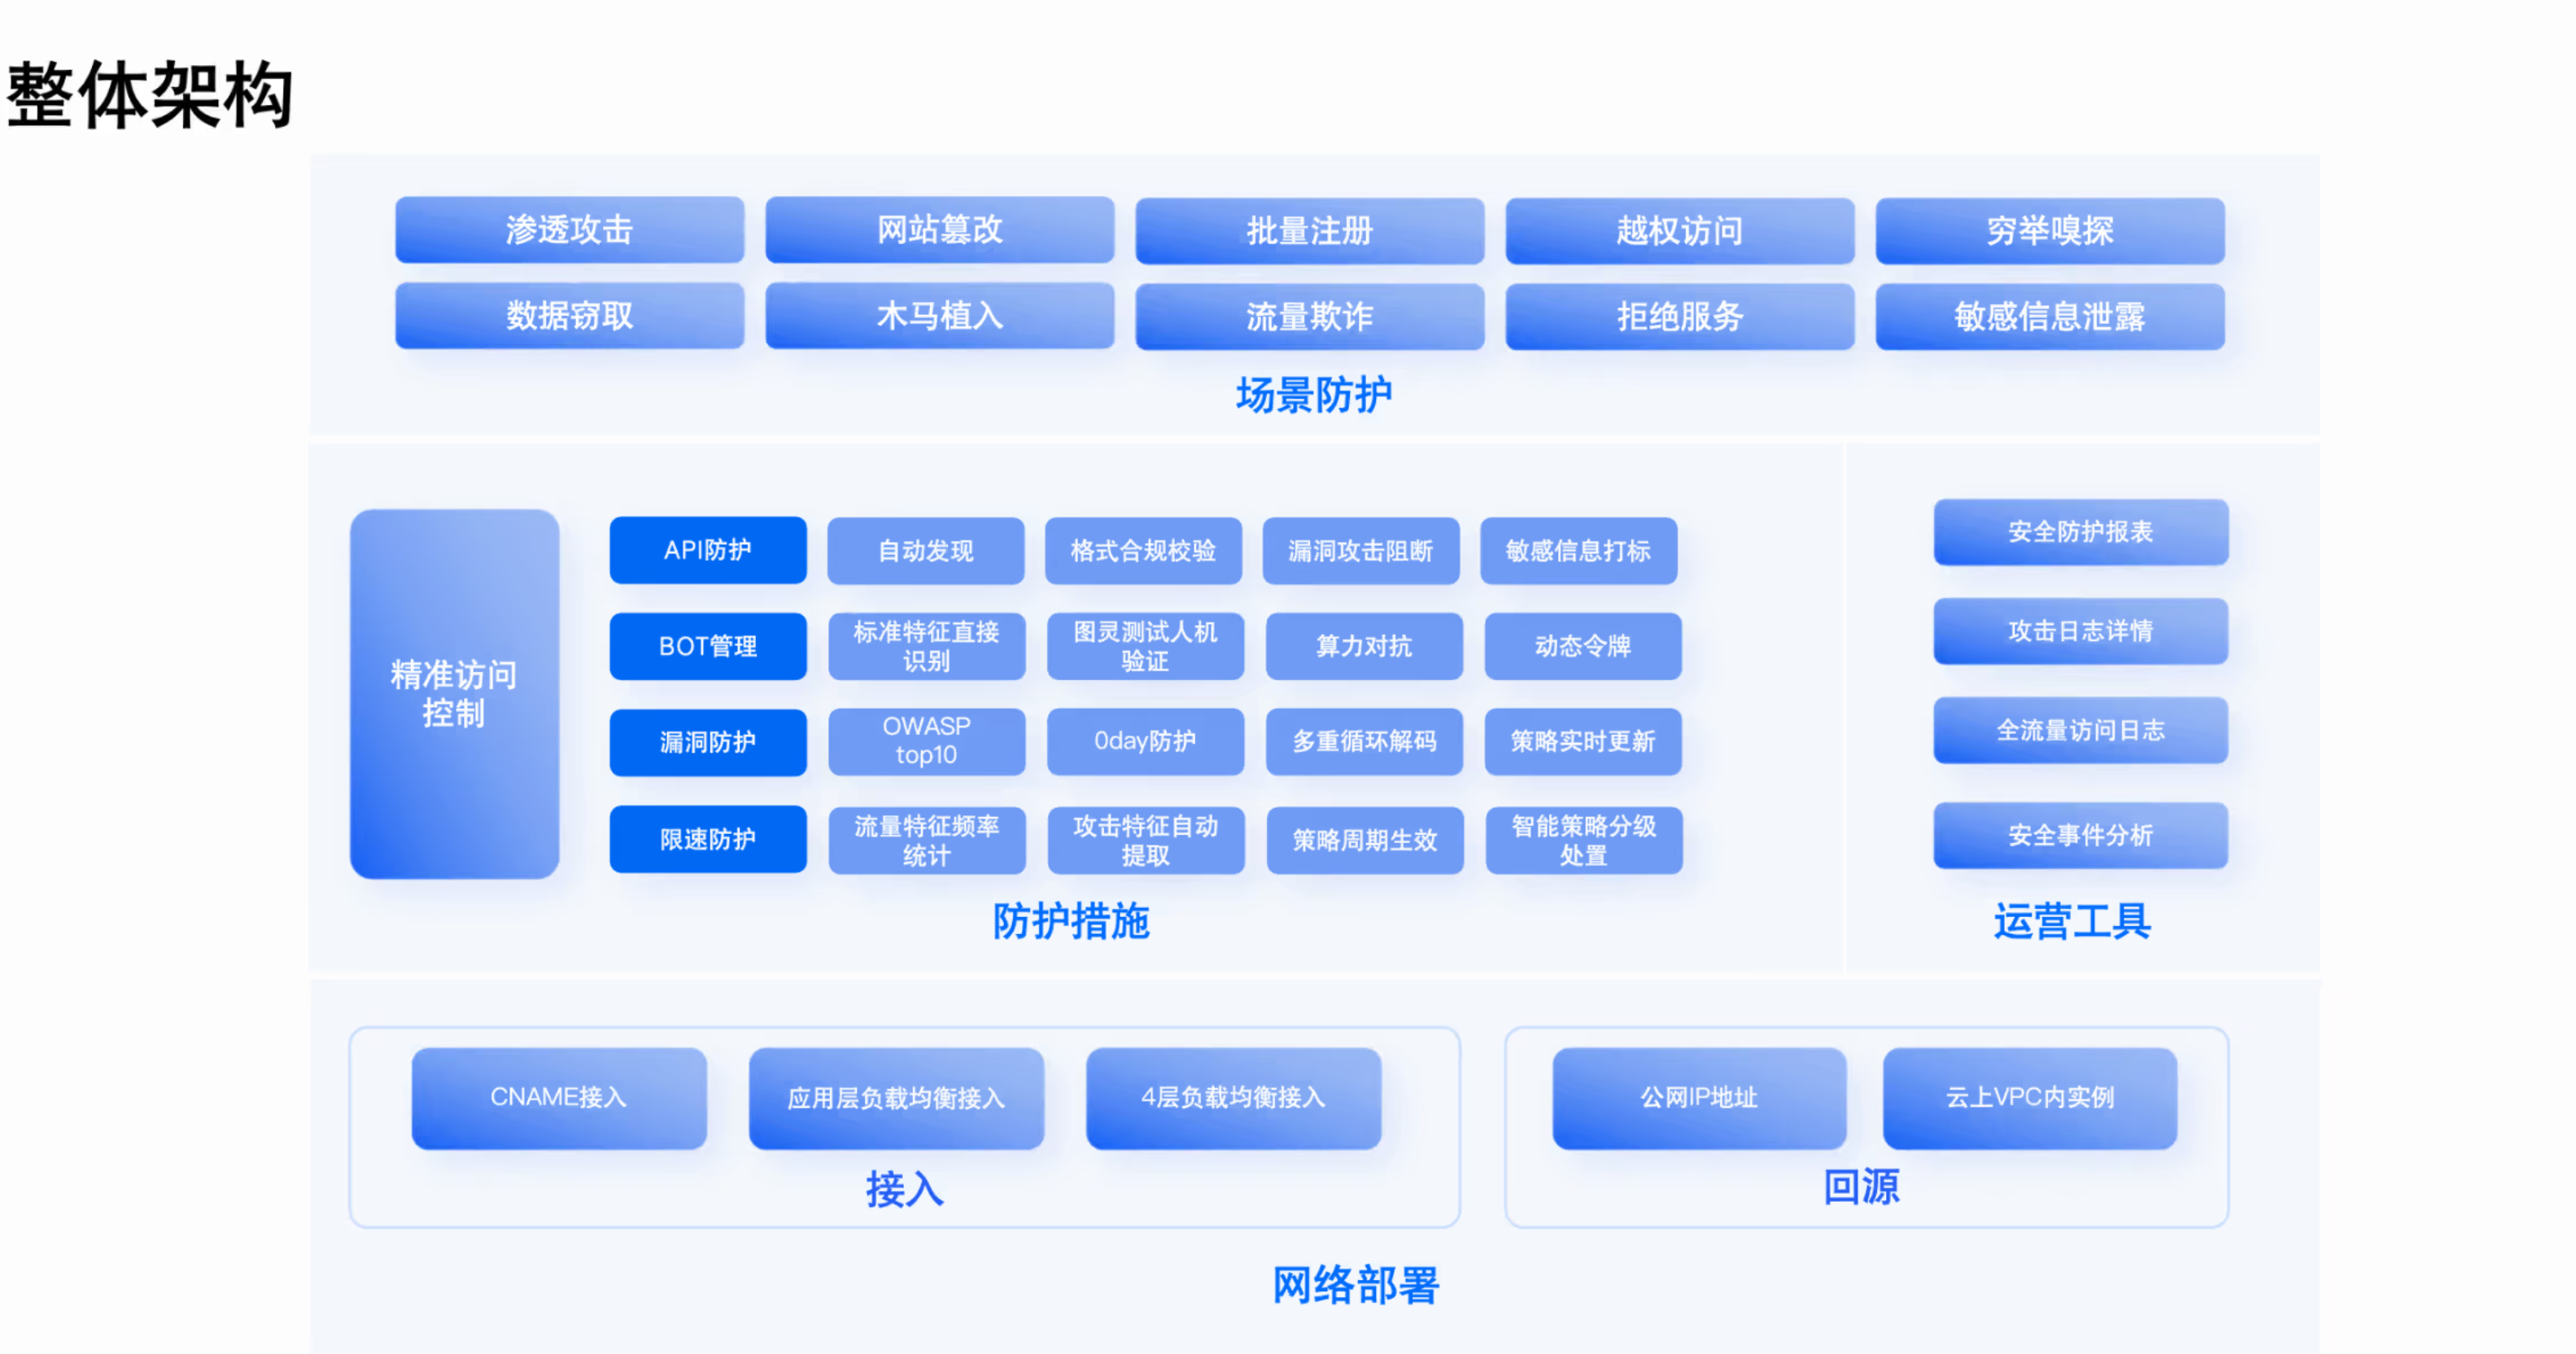 整体架构
渗透攻击
网站篡改
批量注册
越权访问
穷举嗅探
数据窃取
木马植入
流量欺诈
拒绝服务
敏感信息泄露
场景防护
精准访问
控制
API防护
自动发现
格式合规校验
漏洞攻击阻断
敏感信息打标
BOT管理
标准特征直接
识别
图灵测试人机
验证
算力对抗
动态令牌
漏洞防护
OWASP
top10
0day防护
多重循环解码
策略实时更新
限速防护
流量特征频率
统计
攻击特征自动
提取
策略周期生效
智能策略分级
处置
防护措施
安全防护报表
攻击日志详情
全流量访问日志
安全事件分析
运营工具
CNAME接入
应用层负载均衡接入
4层负载均衡接入
接入
公网IP地址
云上VPC内实例
回源
网络部署